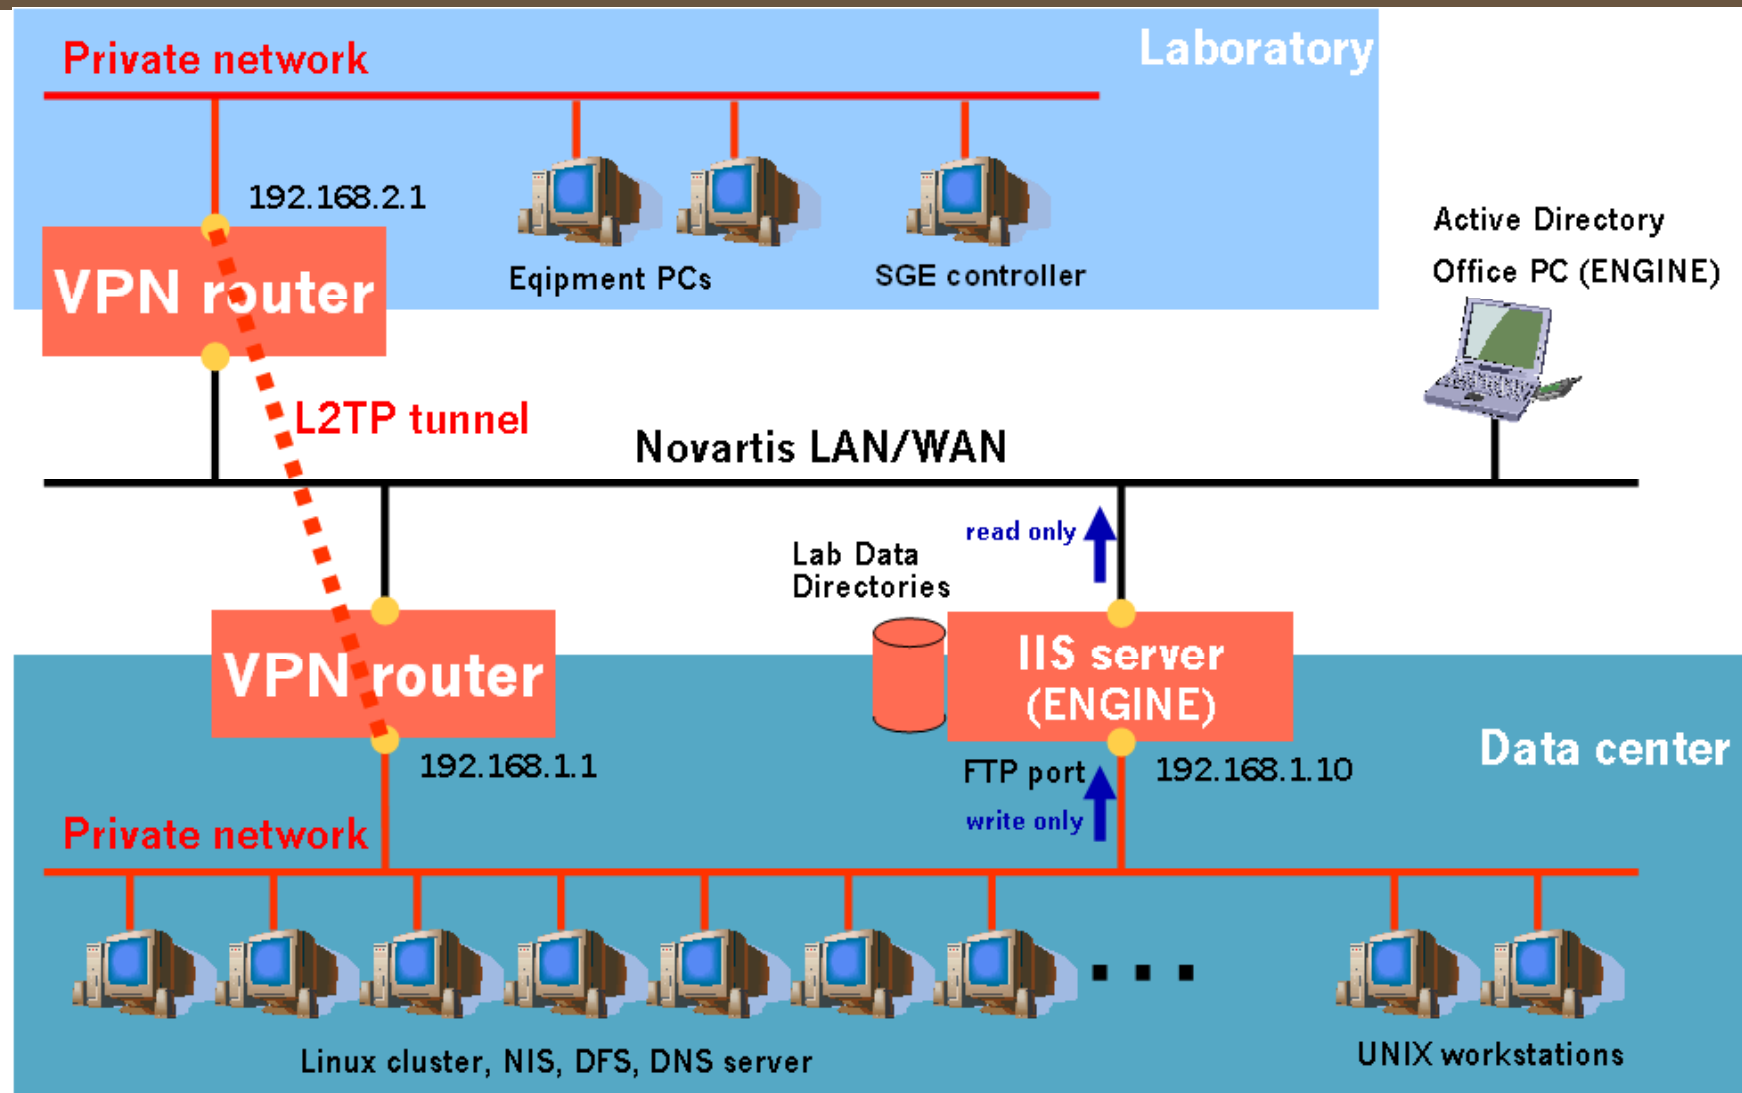 Private network
Laboratory
192.168.2.1
VPN router
Eqipment PCs
SGE controller
Active Directory
Office PC (ENGINE)
L2TP tunnel
Novartis LAN/WAN
read only
Lab Data
Directories
VPN router
IIS server
(ENGINE)
Data center
192.168.1.1
FTP port
192.168.1.10
write only
Private network
Linux cluster, NIS, DFS, DNS server
UNIX workstations